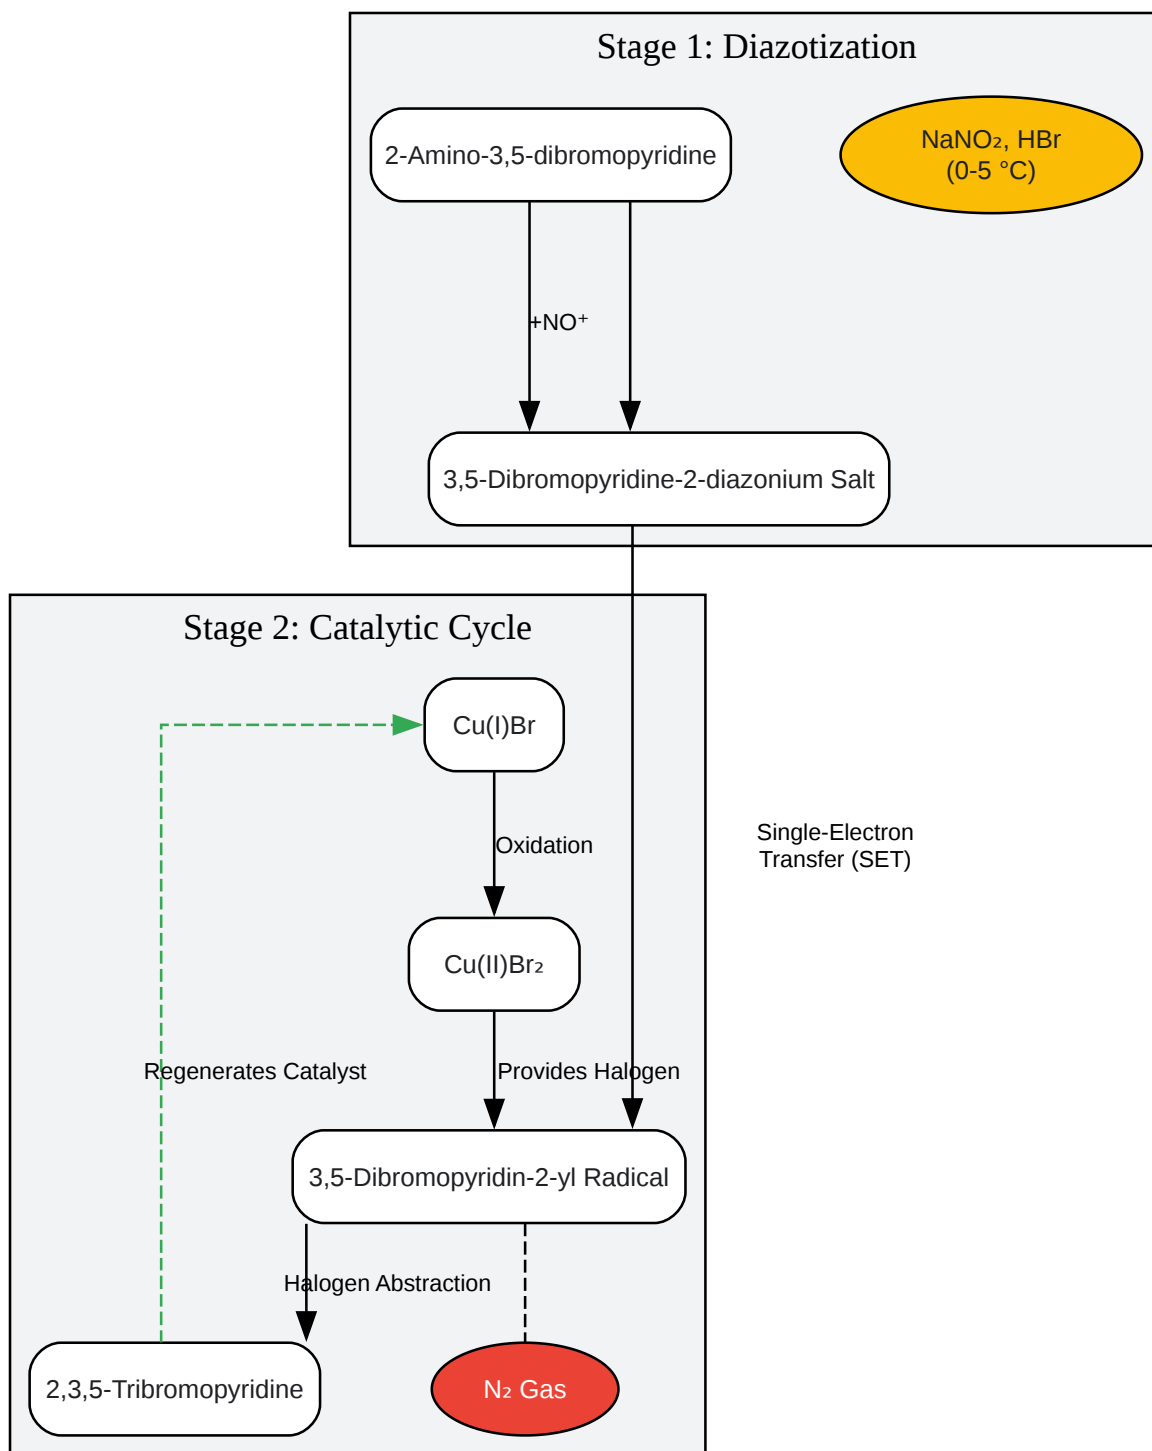 Stage 1: Diazotization
2-Amino-3,5-dibromopyridine
NaNO₂, HBr
(0-5 °C)
+NO⁺
3,5-Dibromopyridine-2-diazonium Salt
Stage 2: Catalytic Cycle
Cu(I)Br
Oxidation
Single-Electron
Transfer (SET)
Cu(II)Br₂
Regenerates Catalyst
Provides Halogen
3,5-Dibromopyridin-2-yl Radical
Halogen Abstraction
2,3,5-Tribromopyridine
N₂ Gas